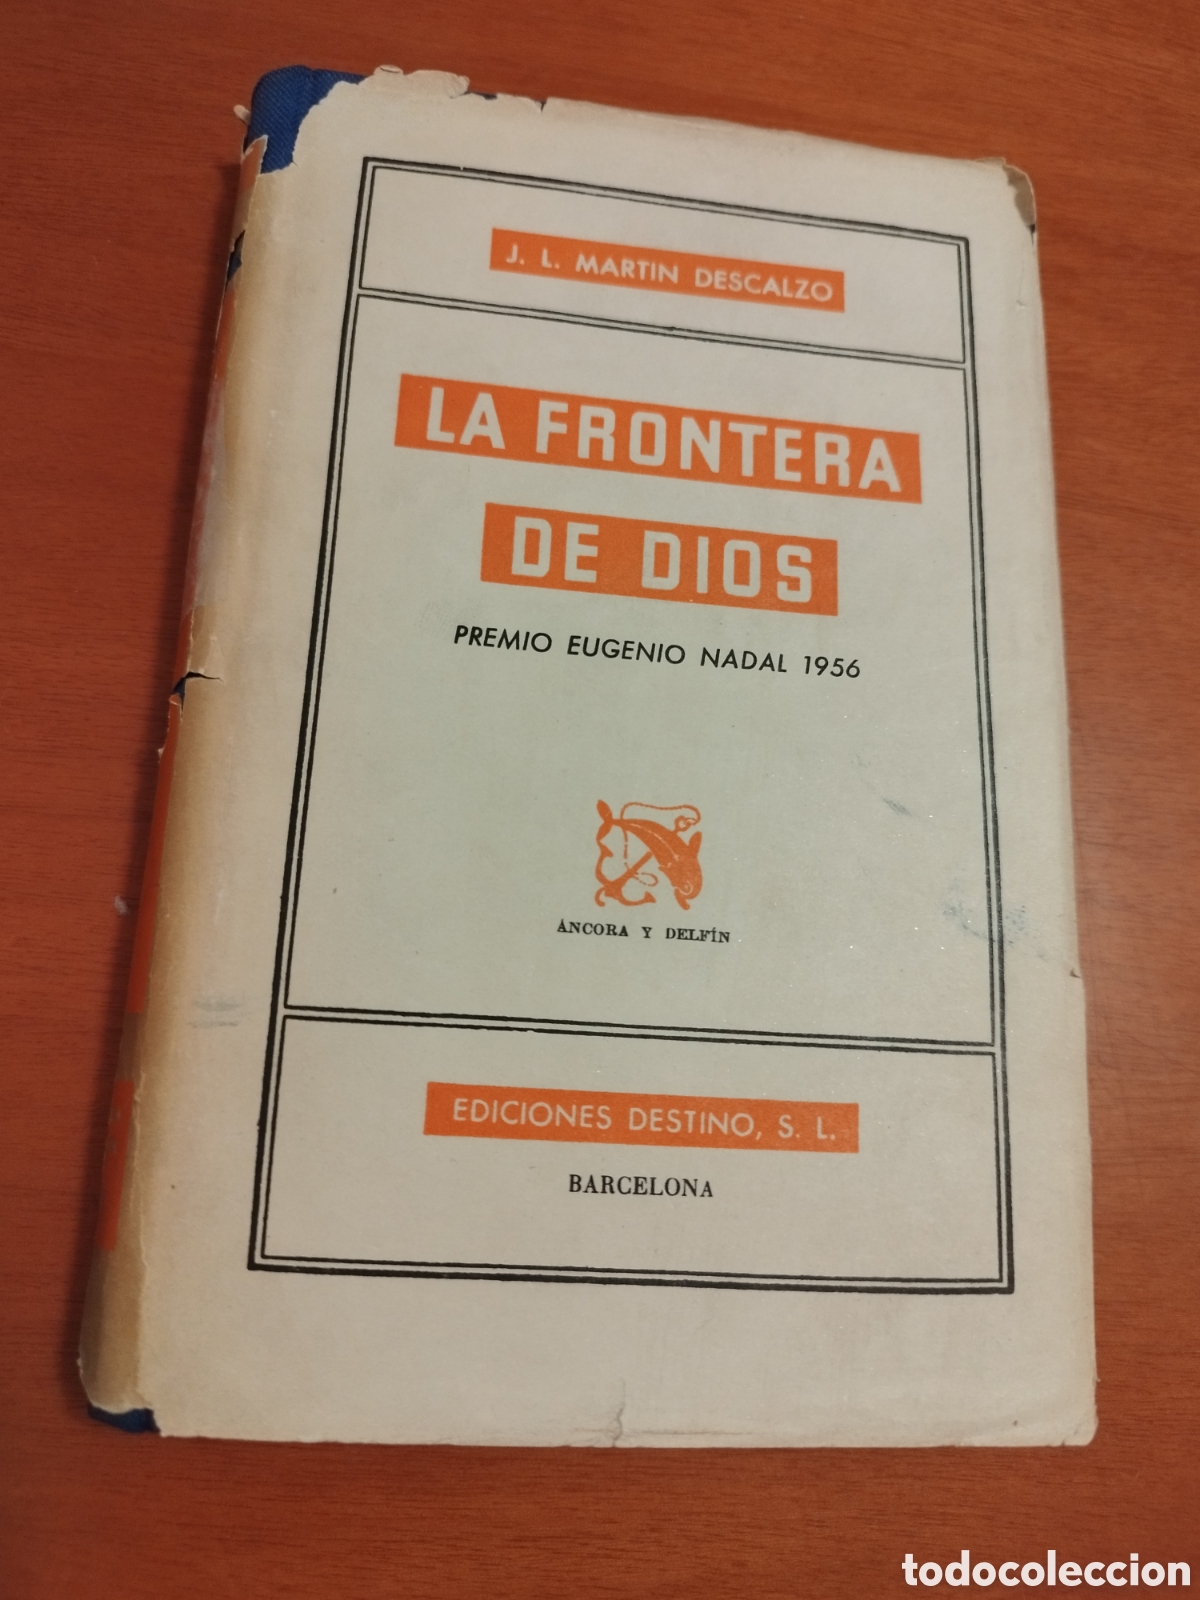 J. L. MARTIN DESCALZO
LA FRONTERA
DE DIOS
PREMIO EUGENIO NADAL 1956
ÁNCORA Y DELFÍN
EDICIONES DESTINO, S. L.
BARCELONA
todocoleccion